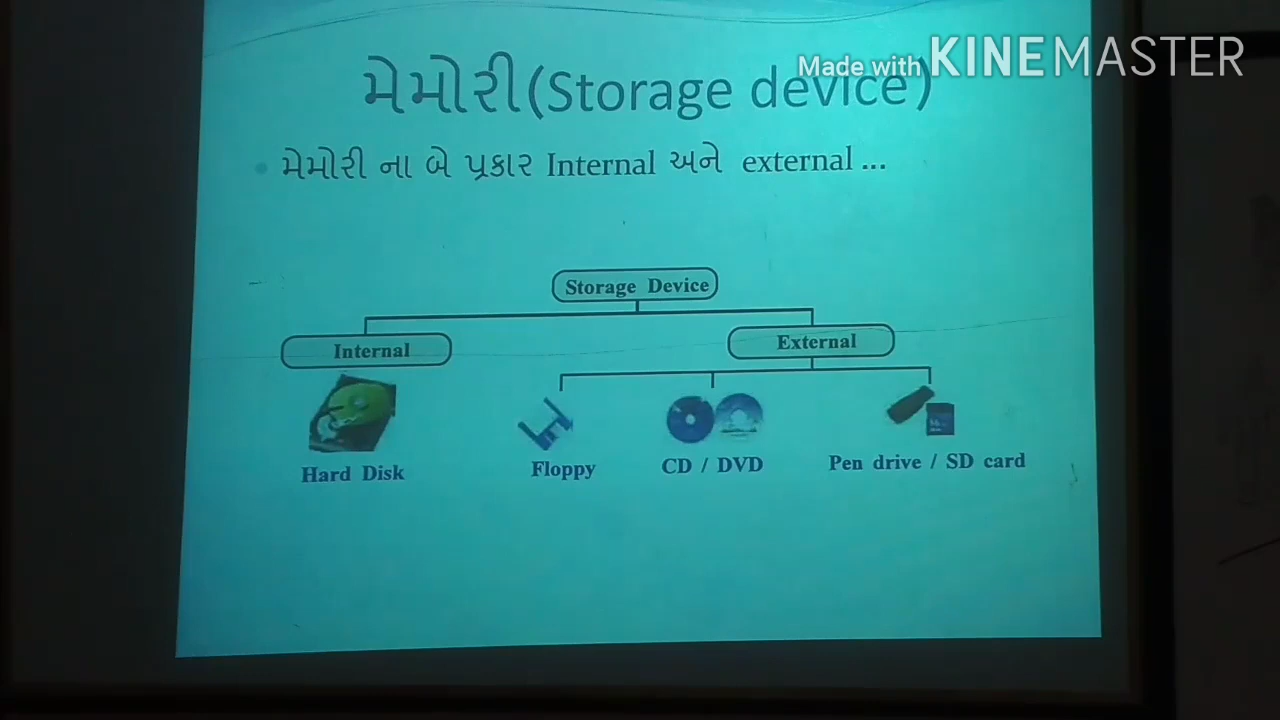 Made with KINEMASTER
મેમોરી(Storage device)
મેમોરી ના બે પ્રકાર Internal અને external ...
Storage Device
Internal
External
Hard Disk
Floppy
CD / DVD
Pen drive / SD card